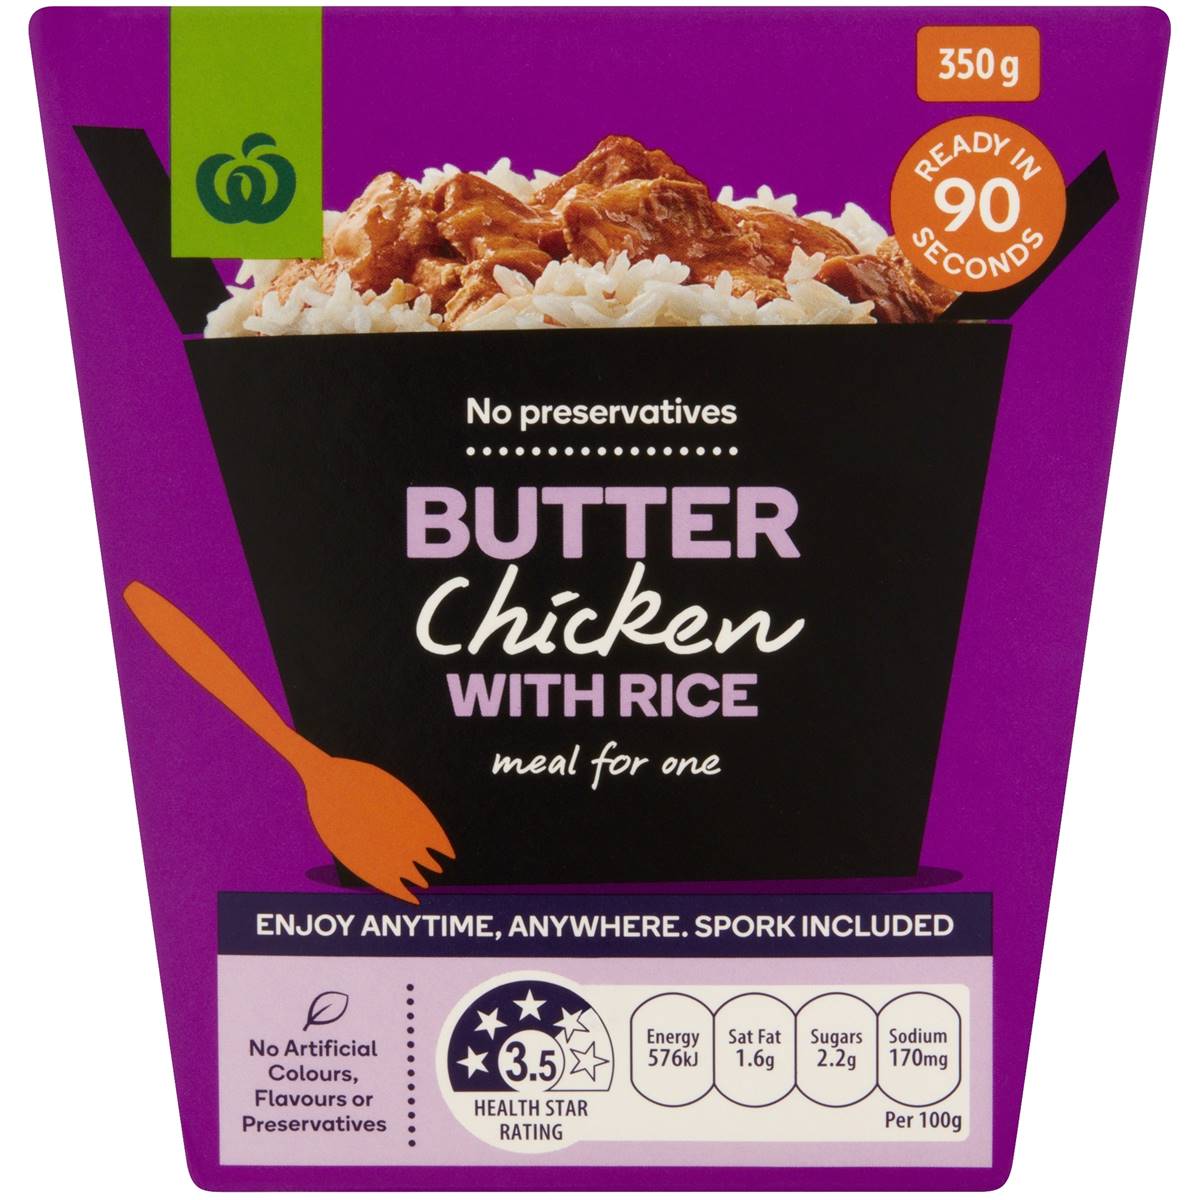 350 g
READY IN
90
SECONDS
No preservatives
BUTTER
Chicken
WITH RICE
meal for one
ENJOY ANYTIME, ANYWHERE. SPORK INCLUDED
No Artificial
Colours,
Flavours or
Preservatives
3.5
HEALTH STAR
RATING
Energy
576kJ
Sat Fat
1.6g
Sugars
2.2g
Sodium
170mg
Per 100g